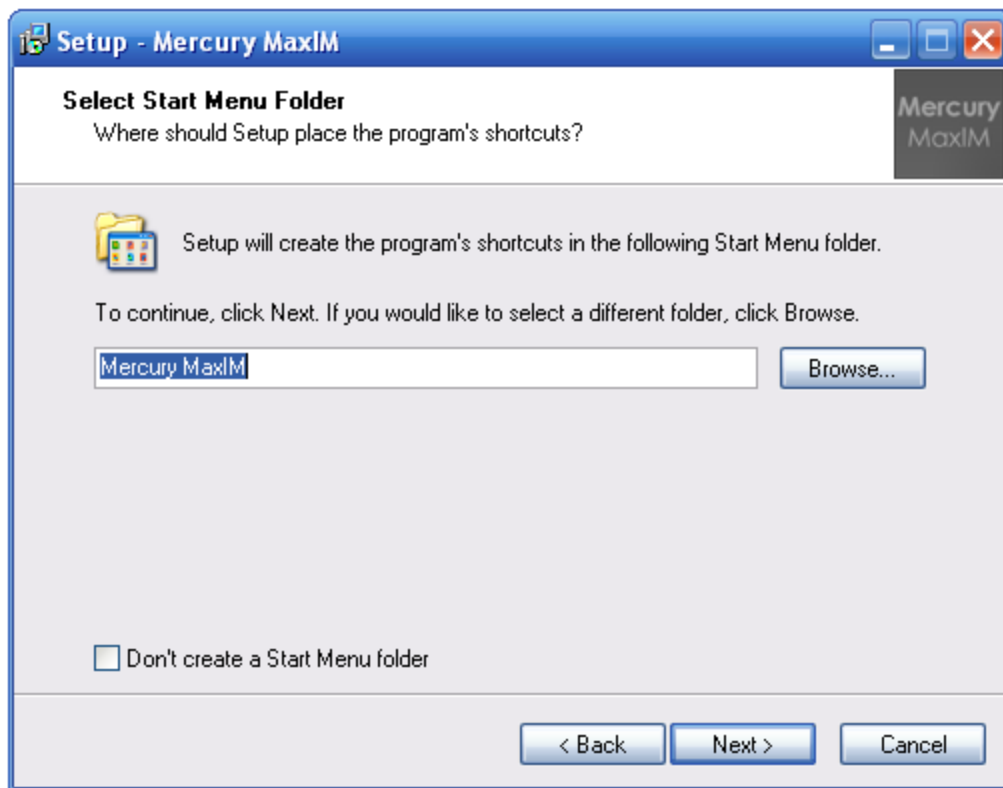 Setup - Mercury MaxIM
Select Start Menu Folder
Where should Setup place the program's shortcuts?
Mercury
MaxIM
Setup will create the program's shortcuts in the following Start Menu folder.
To continue, click Next. If you would like to select a different folder, click Browse.
Mercury MaxIM
Browse...
Don't create a Start Menu folder
< Back
Next >
Cancel